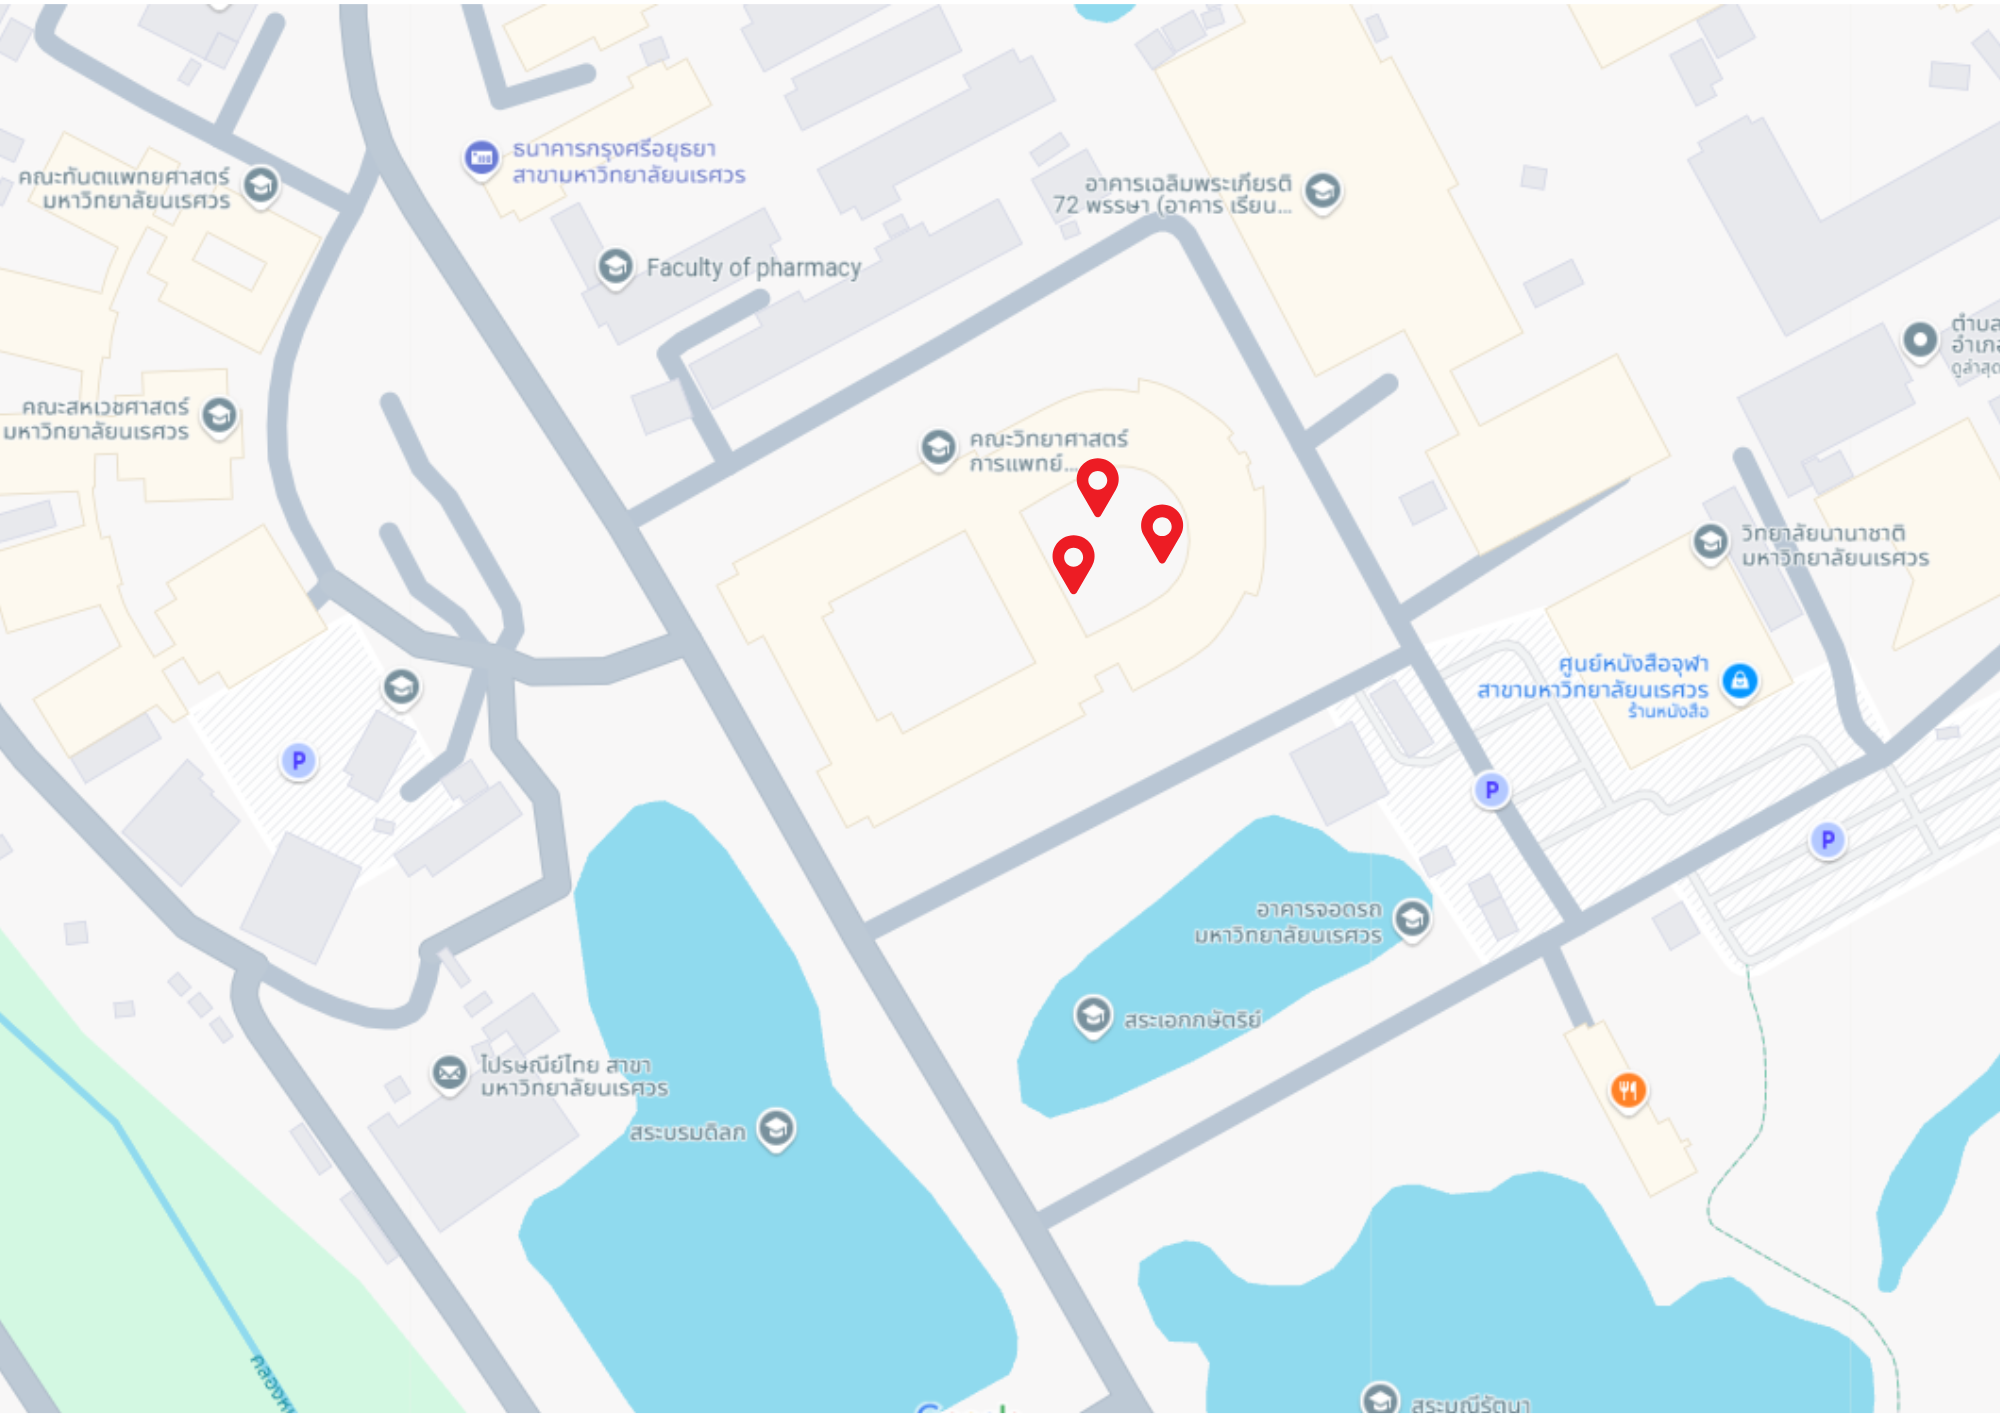 ธนาคารกรุงศรีอยุธยา
สาขามหาวิทยาลัยนเรศวร
คณะทันตแพทยศาสตร์
มหาวิทยาลัยนเรศวร
อาคารเฉลิมพระเกียรติ
72 พรรษา (อาคาร เรียน...
Faculty of pharmacy
ตำบล
อำเภอ
ดูล่าสุด
คณะสหเวชศาสตร์
มหาวิทยาลัยนเรศวร
คณะวิทยาศาสตร์
การแพทย์...
วิทยาลัยนานาชาติ
มหาวิทยาลัยนเรศวร
ศูนย์หนังสือจุฬา
สาขามหาวิทยาลัยนเรศวร
ร้านหนังสือ
P
P
P
อาคารจอดรถ
มหาวิทยาลัยนเรศวร
สระเอกกษัตริย์
ไปรษณีย์ไทย สาขา
มหาวิทยาลัยนเรศวร
สระบรมดิลก
สระมณีรัตนา